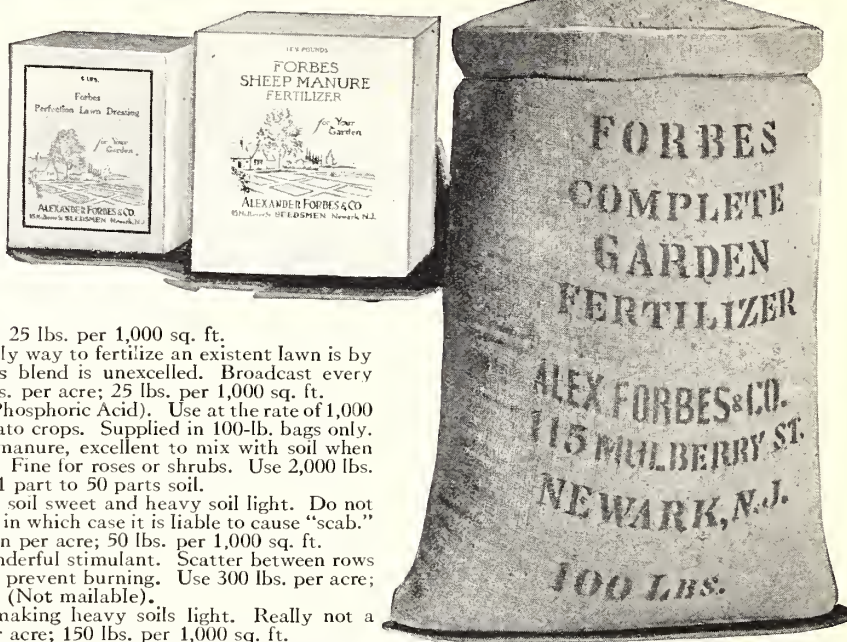 5 LBS.
Forbes
Perfection Lawn Dressing
for Your
Garden
ALEXANDER FORBES & CO.
SEEDSMEN Newark, N.J.
FORBES
SHEEP MANURE
FERTILIZER
for Your
Garden
ALEXANDER FORBES & CO
SEEDSMEN Newark, N.J.
FORBES
COMPLETE
GARDEN
FERTILIZER
ALEX FORBES & CO.
115 MULBERRY ST.
NEWARK, N.J.
100 LBS.
25 lbs. per 1,000 sq. ft.
ly way to fertilize an existent lawn is by
s blend is unexcelled. Broadcast every
s. per acre; 25 lbs. per 1,000 sq. ft.
Phosphoric Acid). Use at the rate of 1,000
ato crops. Supplied in 100-lb. bags only.
manure, excellent to mix with soil when
Fine for roses or shrubs. Use 2,000 lbs.
1 part to 50 parts soil.
soil sweet and heavy soil light. Do not
in which case it is liable to cause “scab.”
n per acre; 50 lbs. per 1,000 sq. ft.
nderful stimulant. Scatter between rows
prevent burning. Use 300 lbs. per acre;
(Not mailable).
making heavy soils light. Really not a
r acre; 150 lbs. per 1,000 sq. ft.